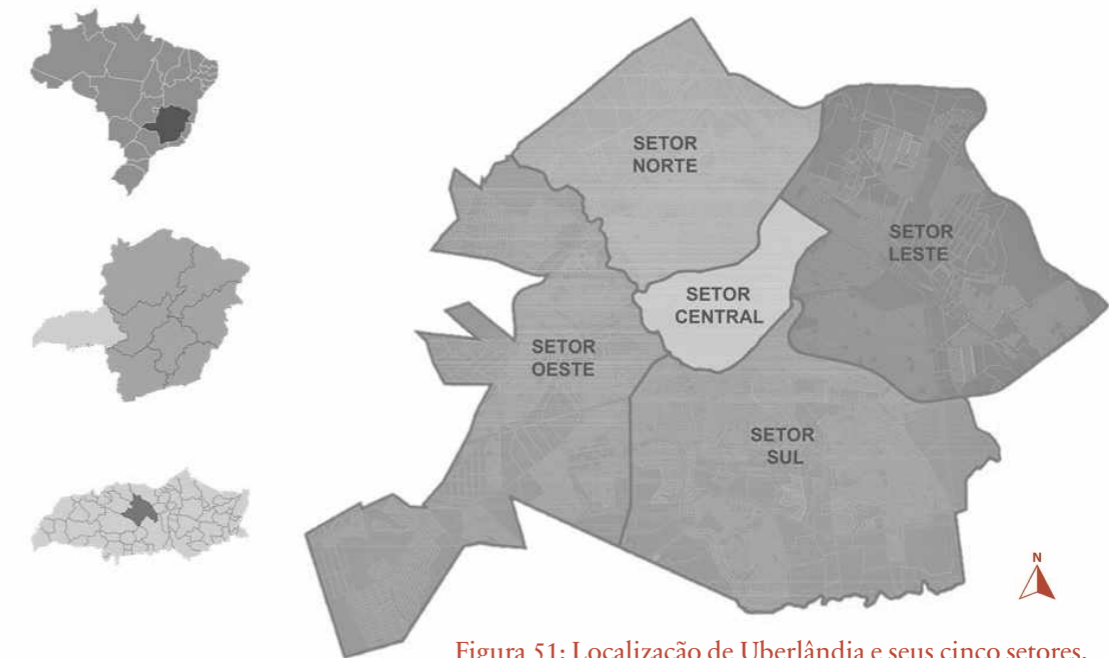 SETOR
NORTE
SETOR
LESTE
SETOR
CENTRAL
SETOR
OESTE
SETOR
SUL
N
Figura 51: Localização de Uberlândia e seus cinco setores.